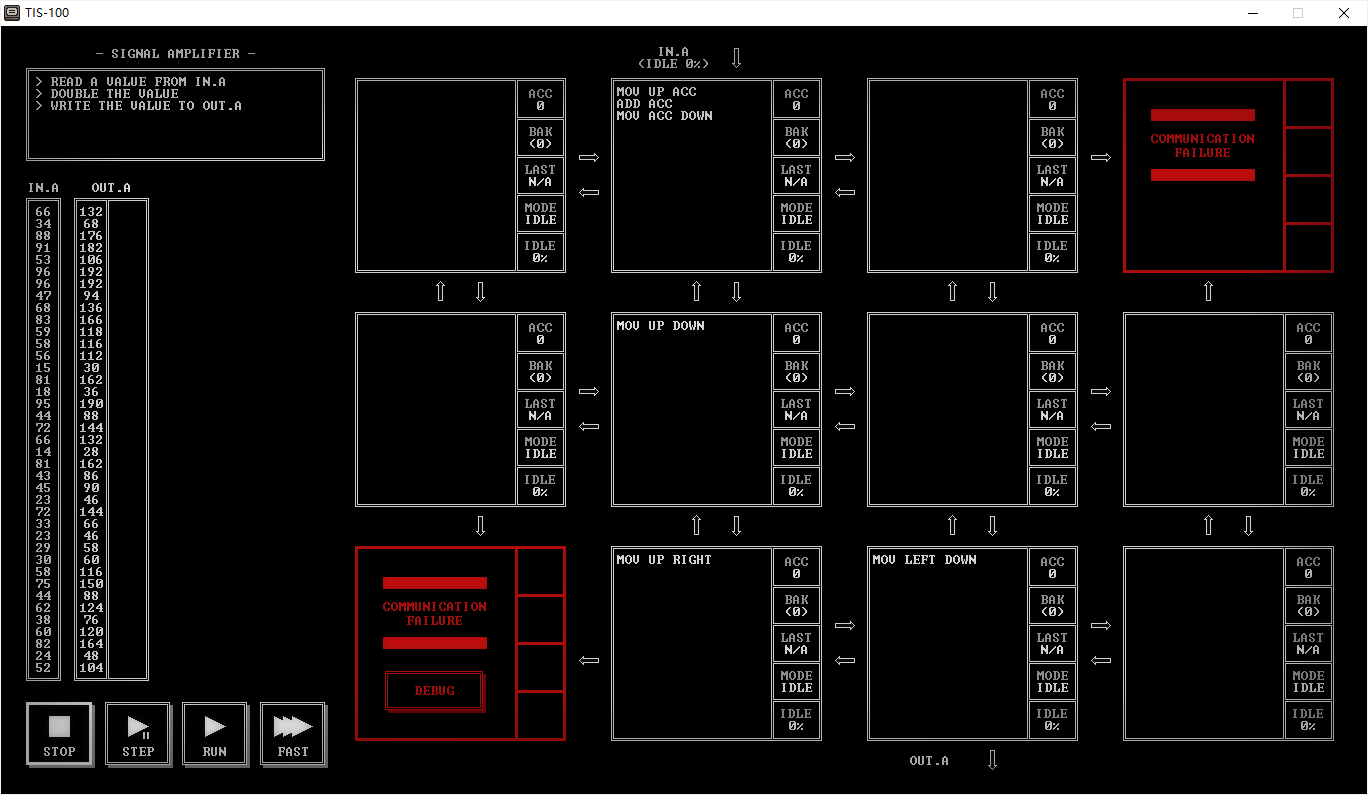 TIS-100
- SIGNAL AMPLIFIER -
> READ A VALUE FROM IN.A
> DOUBLE THE VALUE
> WRITE THE VALUE TO OUT.A
IN.A OUT.A
66 132
34 68
88 176
91 182
53 106
96 192
96 192
47 94
68 136
83 166
59 118
58 116
56 112
15 30
81 162
18 36
95 190
44 88
72 144
66 132
14 28
81 162
43 86
45 90
23 46
72 144
33 66
23 46
29 58
30 60
58 116
75 150
44 88
62 124
38 76
60 120
82 164
24 48
52 104
STOP
STEP
RUN
FAST
IN.A
(IDLE 0%)
ACC
0
BAK
(0)
LAST
N/A
MODE
IDLE
IDLE
0%
MOV UP ACC
ADD ACC
MOV ACC DOWN
ACC
0
BAK
(0)
LAST
N/A
MODE
IDLE
IDLE
0%
ACC
0
BAK
(0)
LAST
N/A
MODE
IDLE
IDLE
0%
COMMUNICATION
FAILURE
ACC
0
BAK
(0)
LAST
N/A
MODE
IDLE
IDLE
0%
MOV UP DOWN
ACC
0
BAK
(0)
LAST
N/A
MODE
IDLE
IDLE
0%
ACC
0
BAK
(0)
LAST
N/A
MODE
IDLE
IDLE
0%
ACC
0
BAK
(0)
LAST
N/A
MODE
IDLE
IDLE
0%
COMMUNICATION
FAILURE
DEBUG
MOV UP RIGHT
ACC
0
BAK
(0)
LAST
N/A
MODE
IDLE
IDLE
0%
MOV LEFT DOWN
ACC
0
BAK
(0)
LAST
N/A
MODE
IDLE
IDLE
0%
ACC
0
BAK
(0)
LAST
N/A
MODE
IDLE
IDLE
0%
OUT.A